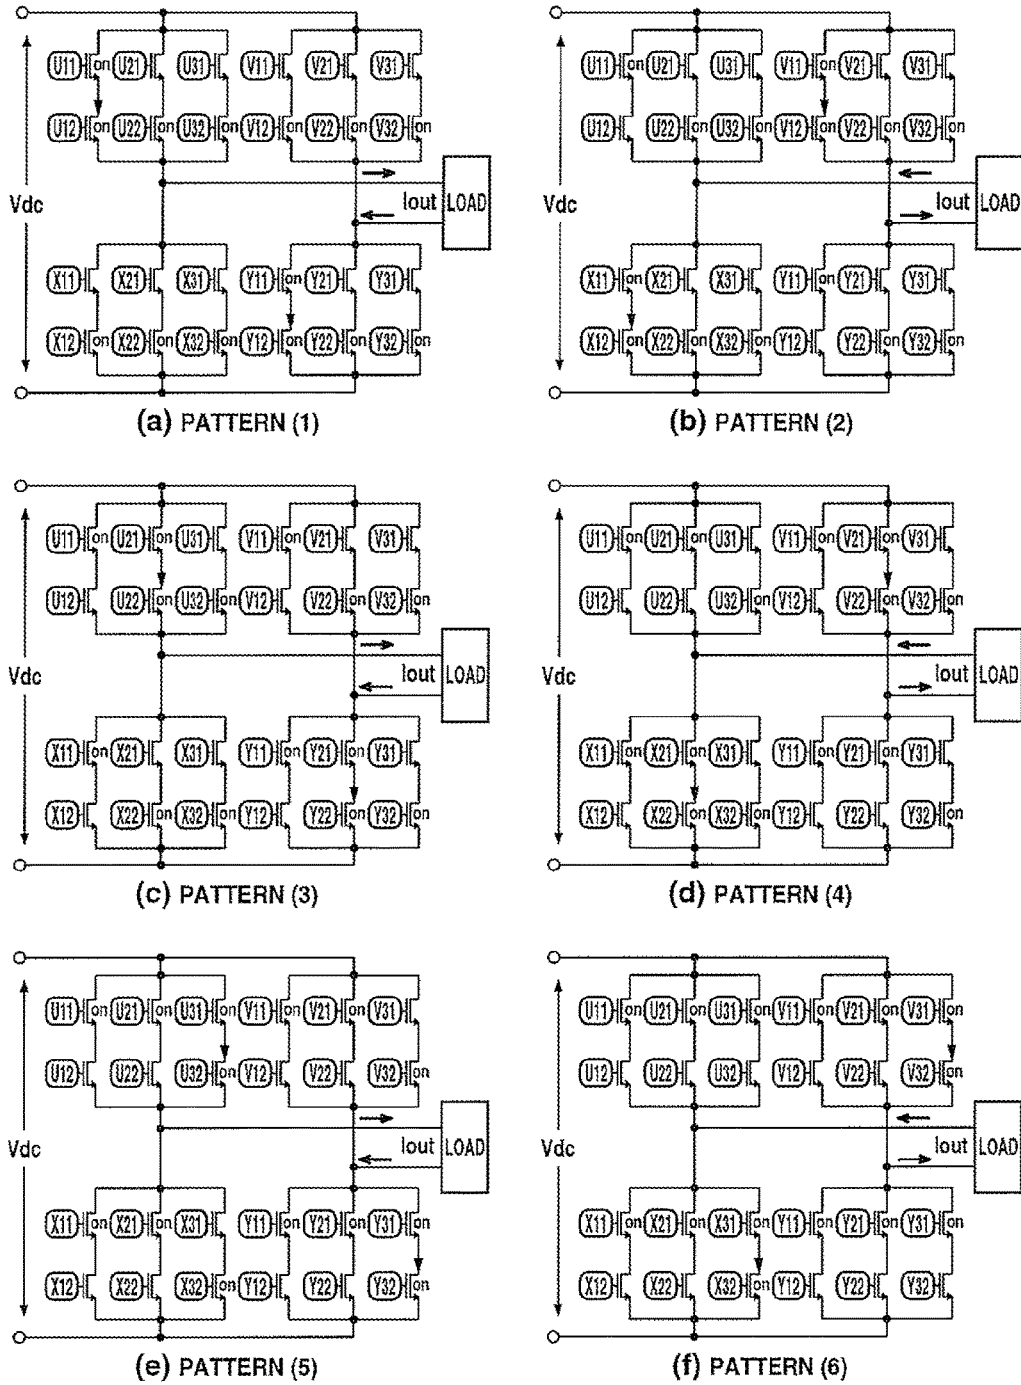 U11 on U21 U31 V11 V21 V31
U12 on U22 on U32 on V12 on V22 on V32 on
Vdc Iout LOAD
X11 X21 X31 Y11 on Y21 Y31
X12 on X22 on X32 on Y12 on Y22 on Y32 on
(a) PATTERN (1)
U11 on U21 U31 on V11 on V21 V31
U12 on U22 on U32 on V12 on V22 on V32 on
Vdc Iout LOAD
X11 on X21 X31 Y11 on Y21 Y31
X12 on X22 on X32 on Y12 on Y22 on Y32 on
(b) PATTERN (2)
U11 on U21 on U31 V11 on V21 V31
U12 U22 on U32 on V12 V22 on V32 on
Vdc Iout LOAD
X11 on X21 X31 Y11 on Y21 on Y31
X12 X22 on X32 on Y12 Y22 on Y32 on
(c) PATTERN (3)
U11 on U21 U31 V11 on V21 on V31
U12 U22 on U32 on V12 V22 on V32 on
Vdc Iout LOAD
X11 on X21 on X31 Y11 on Y21 Y31
X12 X22 on X32 on Y12 Y22 on Y32 on
(d) PATTERN (4)
U11 on U21 on U31 on V11 on V21 on V31
U12 U22 U32 on V12 V22 V32 on
Vdc Iout LOAD
X11 on X21 on X31 Y11 on Y21 on Y31 on
X12 X22 X32 on Y12 Y22 Y32 on
(e) PATTERN (5)
U11 on U21 on U31 V11 on V21 on V31 on
U12 U22 U32 on V12 V22 V32 on
Vdc Iout LOAD
X11 on X21 on X31 on Y11 on Y21 on Y31
X12 X22 X32 on Y12 Y22 Y32 on
(f) PATTERN (6)